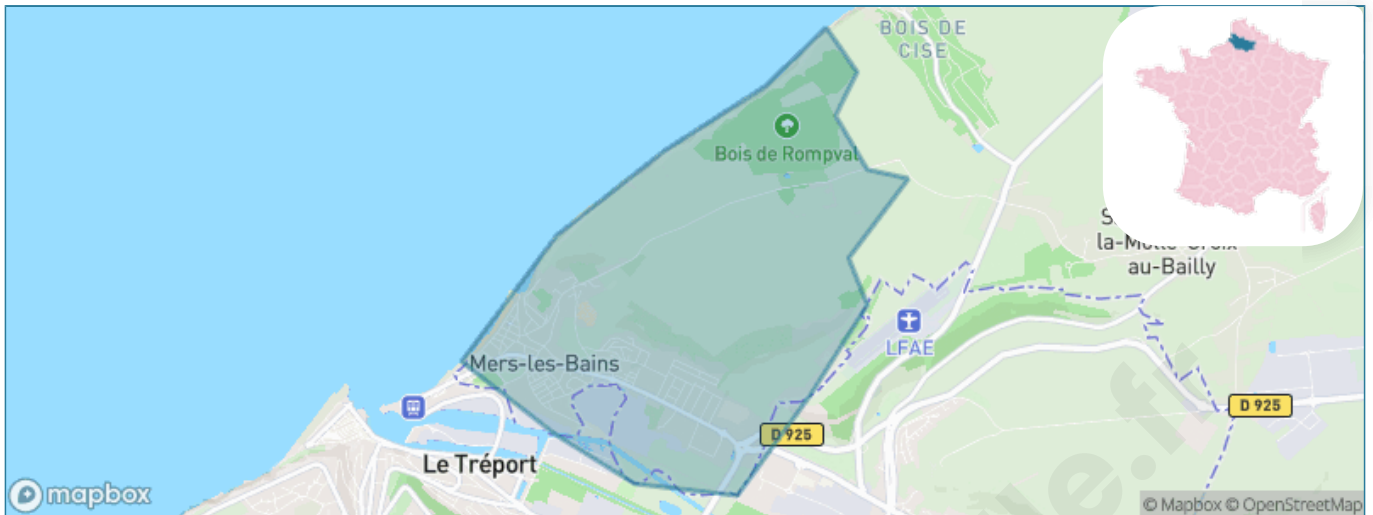 BOIS DE
CISE
Bois de Rompval
la-Molle-Croix
au-Bailly
LFAE
Mers-les-Bains
D 925
D 925
Le Tréport
mapbox
© Mapbox © OpenStreetMap